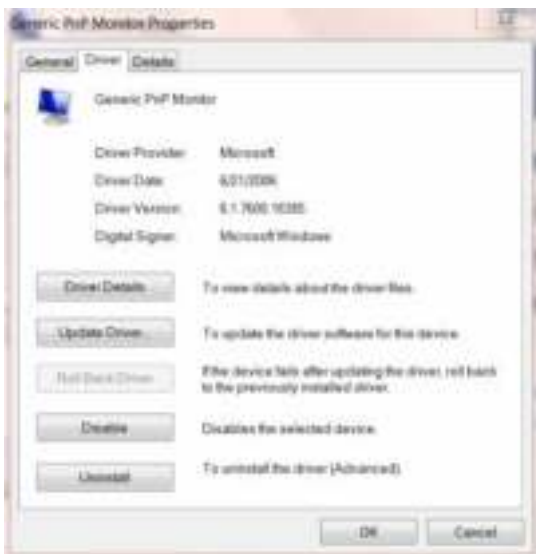 Generic PnP Monitor Properties
General Driver Details
Generic PnP Monitor
Driver Provider: Microsoft
Driver Date: 6/21/2006
Driver Version: 6.1.7600.16385
Digital Signer: Microsoft Windows
Driver Details To view details about the driver files.
Update Driver... To update the driver software for this device.
Roll Back Driver If the device fails after updating the driver, roll back
to the previously installed driver.
Disable Disables the selected device.
Uninstall To uninstall the driver (Advanced).
OK Cancel